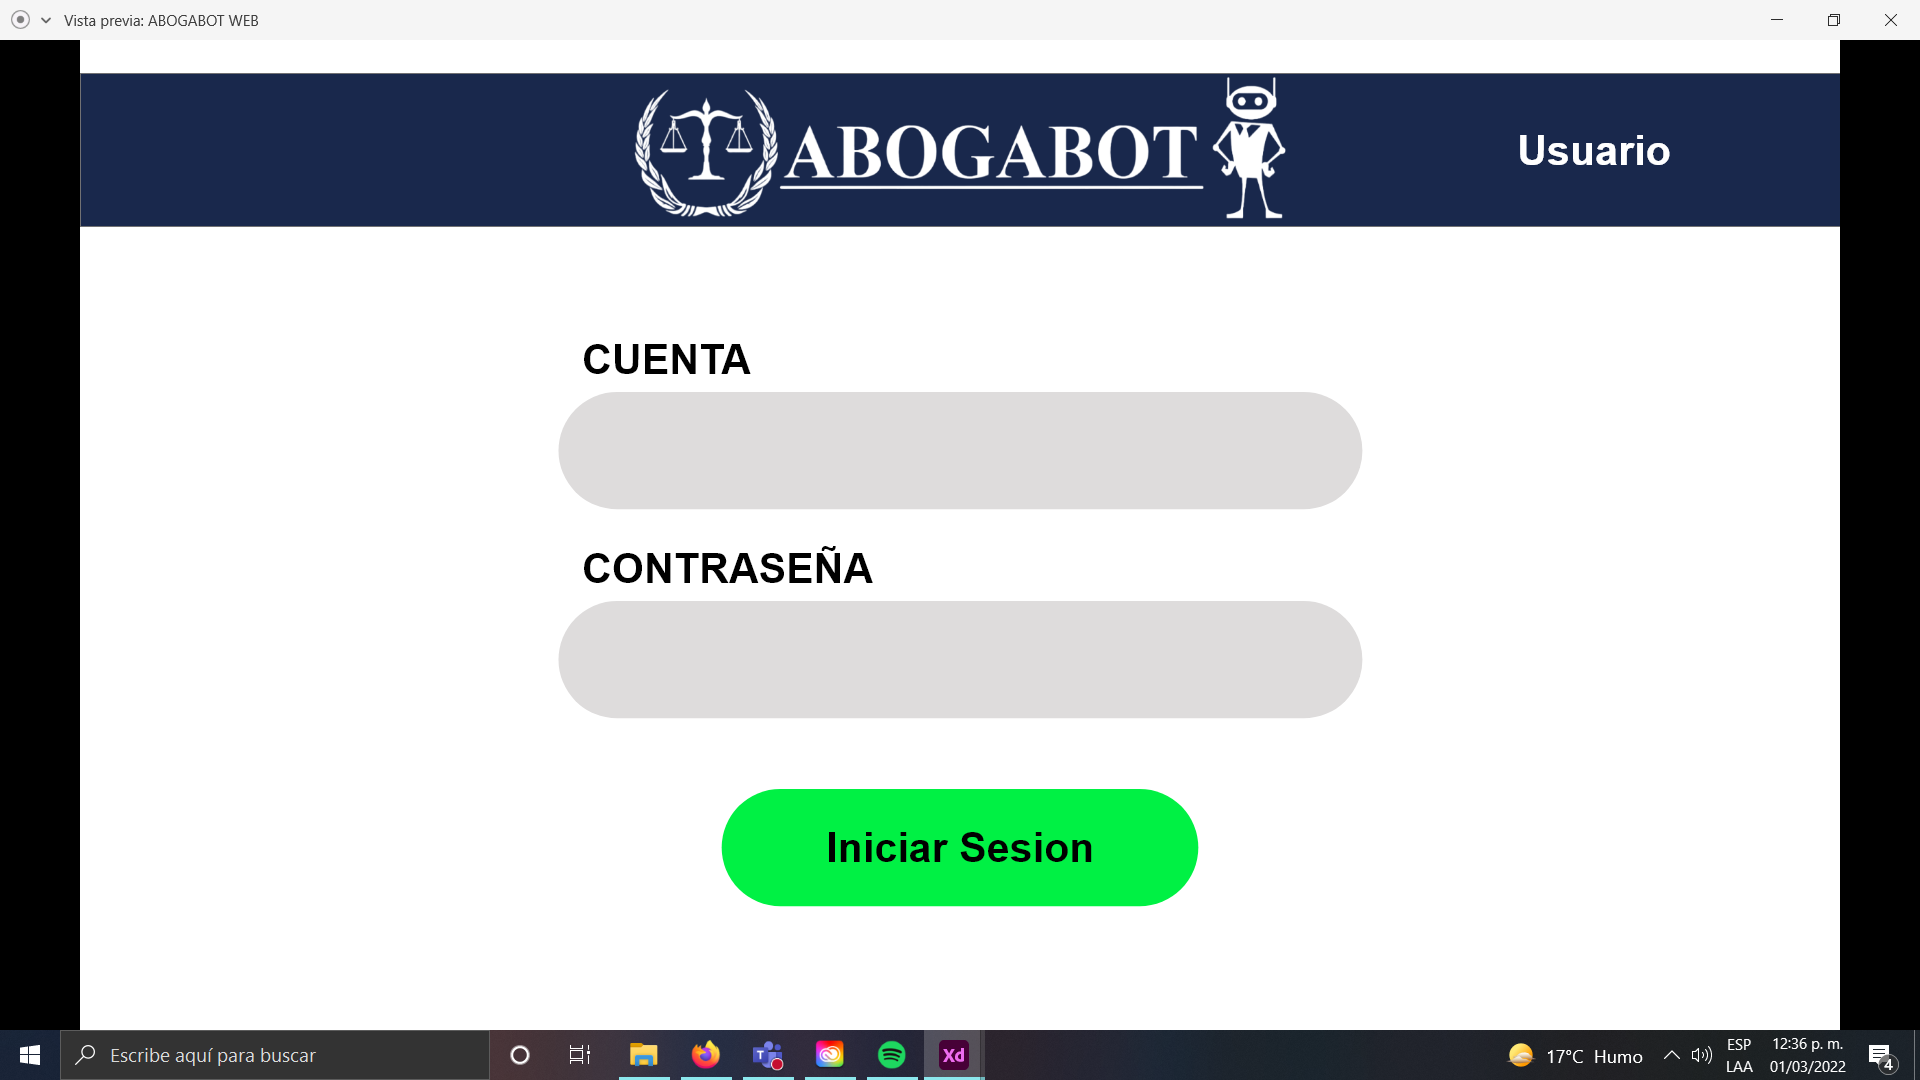 Vista previa: ABOGABOT WEB
ABOGABOT
Usuario
CUENTA
CONTRASEÑA
Iniciar Sesion
Escribe aquí para buscar
T
Xd
17°C Humo
ESP
LAA
12:36 p. m.
01/03/2022
4